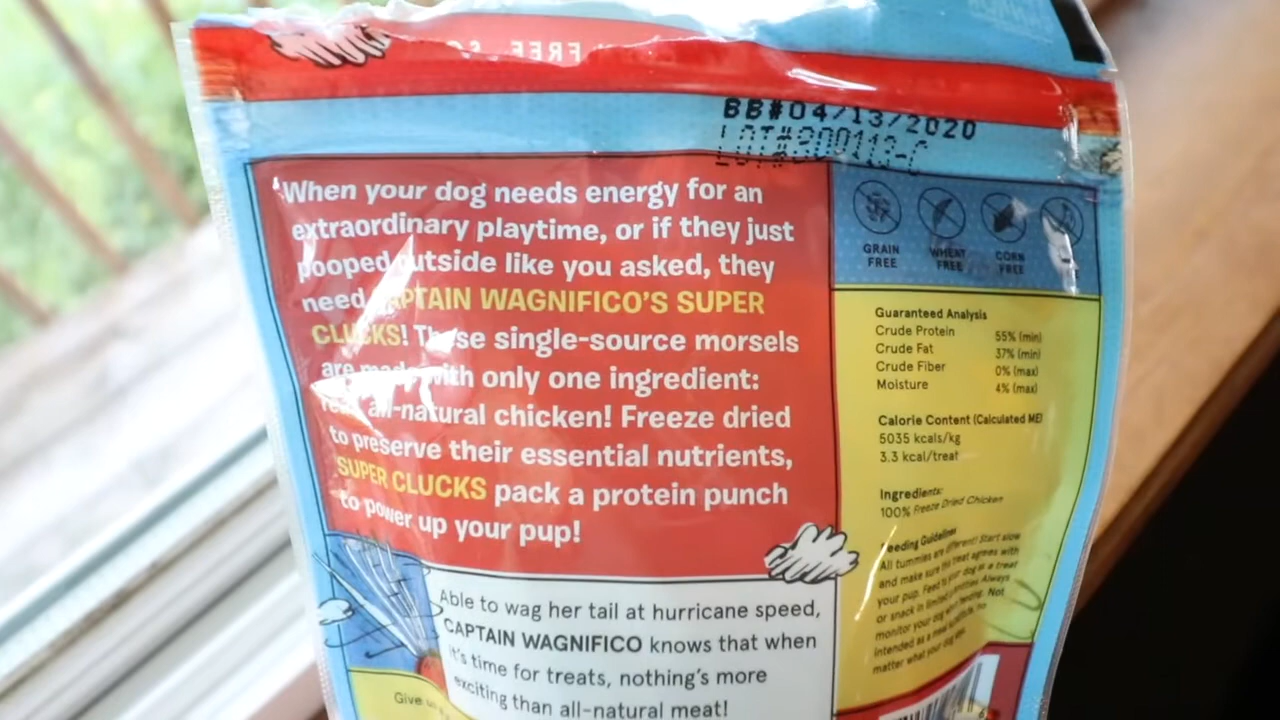 FREE
BB#04/13/2020
LOT#300113-C
When your dog needs energy for an
extraordinary playtime, or if they just
pooped outside like you asked, they
need CAPTAIN WAGNIFICO'S SUPER
CLUCKS! These single-source morsels
are made with only one ingredient:
real all-natural chicken! Freeze dried
to preserve their essential nutrients,
SUPER CLUCKS pack a protein punch
to power up your pup!
Able to wag her tail at hurricane speed,
CAPTAIN WAGNIFICO knows that when
it's time for treats, nothing's more
exciting than all-natural meat!
Give
GRAIN
FREE
WHEAT
FREE
CORN
FREE
Guaranteed Analysis
Crude Protein 55% (min)
Crude Fat 37% (min)
Crude Fiber 0% (max)
Moisture 4% (max)
Calorie Content (Calculated ME)
5035 kcals/kg
3.3 kcal/treat
Ingredients:
100% Freeze Dried Chicken
Feeding Guidelines
All tummies are different! Start slow
and make sure this treat agrees with
your pup. Feed to your dog as a treat
or snack in limited quantities. Always
monitor your dog when feeding. Not
intended as a meal substitute, no
matter what your dog says.